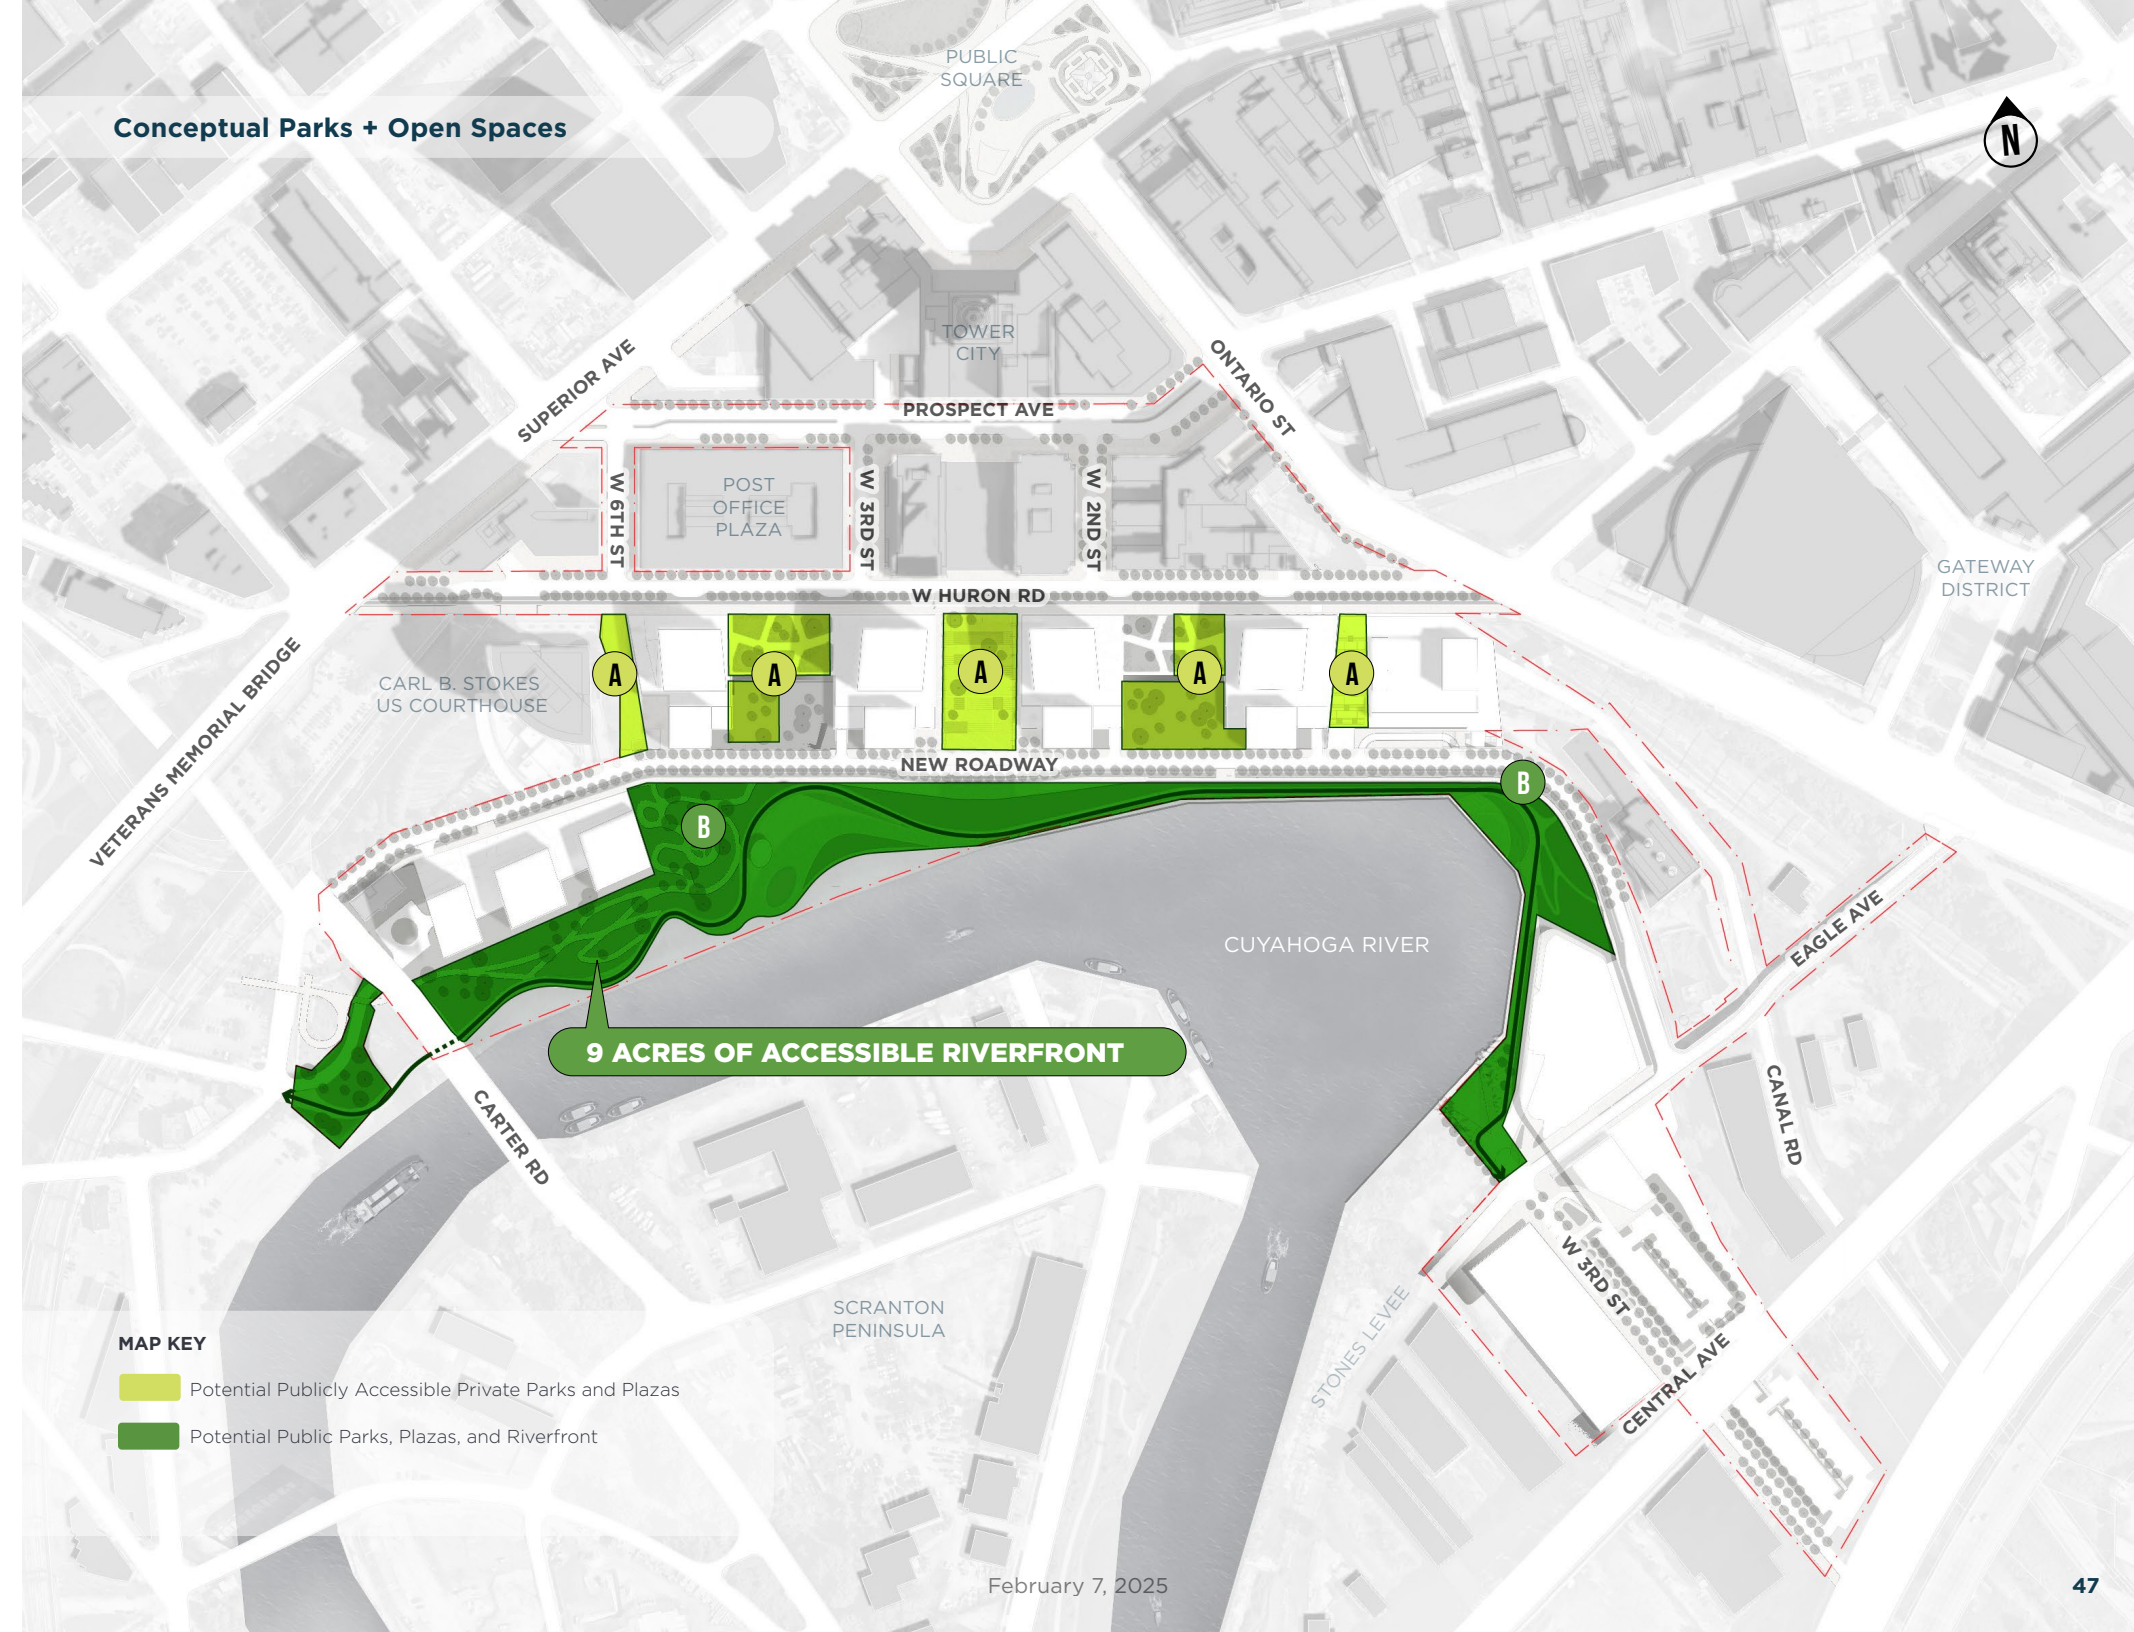 PUBLIC
SQUARE
Conceptual Parks + Open Spaces
N
TOWER
CITY
SUPERIOR AVE
ONTARIO ST
PROSPECT AVE
W 6TH ST
POST
OFFICE
PLAZA
W 3RD ST
W 2ND ST
GATEWAY
DISTRICT
W HURON RD
VETERANS MEMORIAL BRIDGE
CARL B. STOKES
US COURTHOUSE
A
A
A
A
A
NEW ROADWAY
B
B
EAGLE AVE
CUYAHOGA RIVER
9 ACRES OF ACCESSIBLE RIVERFRONT
CARTER RD
CANAL RD
W 3RD ST
SCRANTON
PENINSULA
STONES LEVEE
CENTRAL AVE
MAP KEY
Potential Publicly Accessible Private Parks and Plazas
Potential Public Parks, Plazas, and Riverfront
February 7, 2025
47